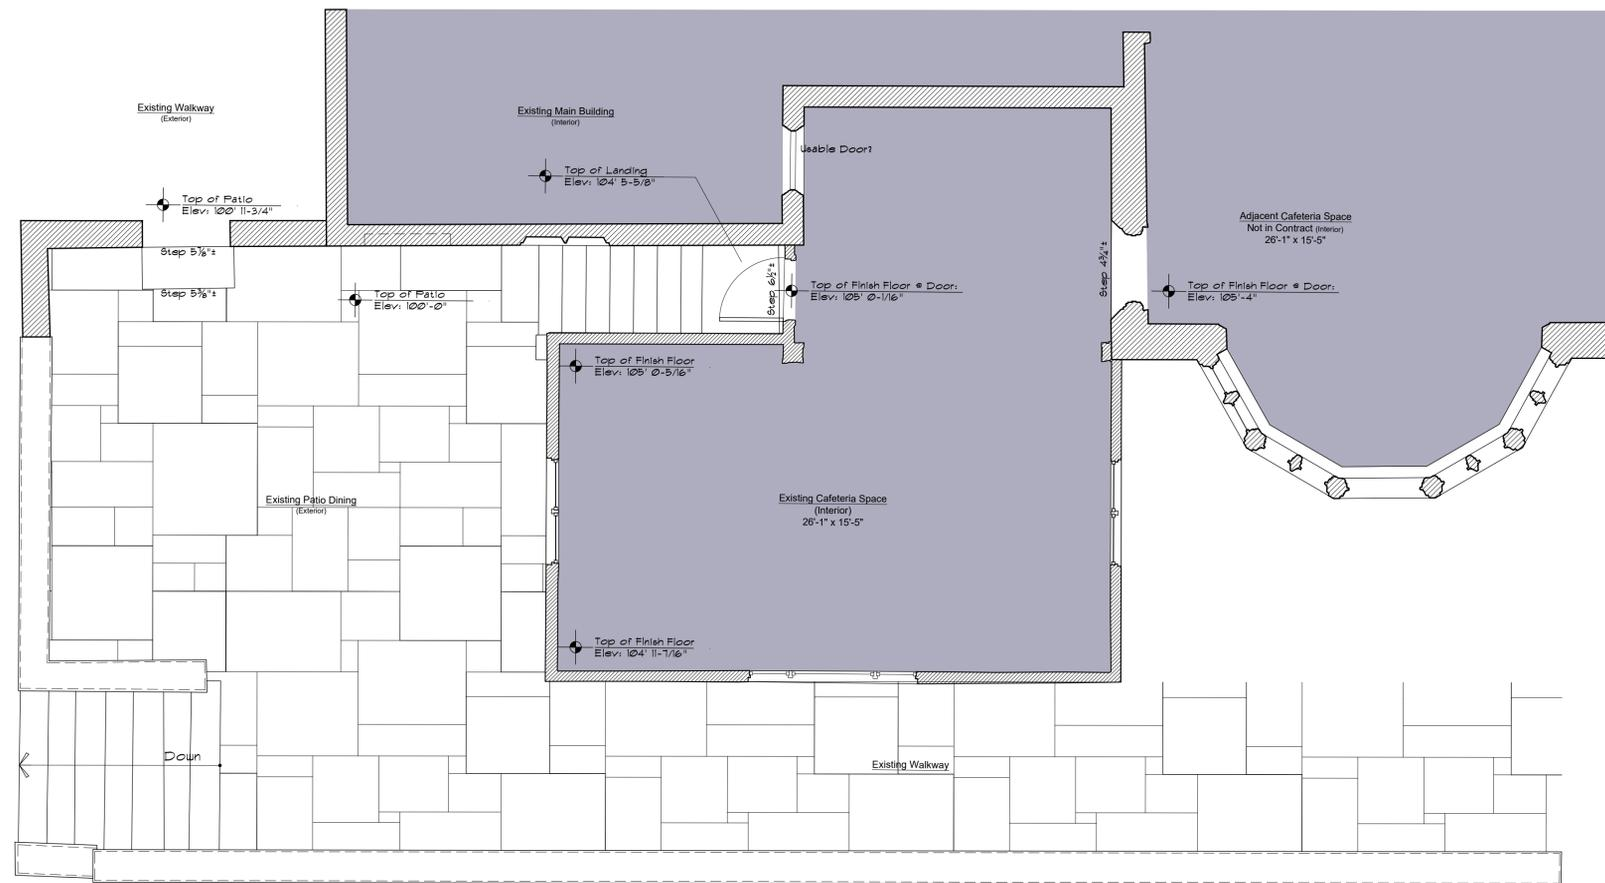 Existing Walkway
(Exterior)
Existing Main Building
(Interior)
Usable Door?
Top of Landing
Elev: 104' 5-5/8"
Top of Patio
Elev: 100' 11-3/4"
Adjacent Cafeteria Space
Not in Contract (Interior)
26'-1" x 15'-5"
Step 5⅞"±
Step 5⅜"±
Top of Patio
Elev: 100'-0"
Step 6½"±
Top of Finish Floor @ Door:
Elev: 105' 0-1/16"
Step 4¾"±
Top of Finish Floor @ Door:
Elev: 105'-4"
Top of Finish Floor
Elev: 105' 0-5/16"
Existing Patio Dining
(Exterior)
Existing Cafeteria Space
(Interior)
26'-1" x 15'-5"
Top of Finish Floor
Elev: 104' 11-7/16"
Down
Existing Walkway